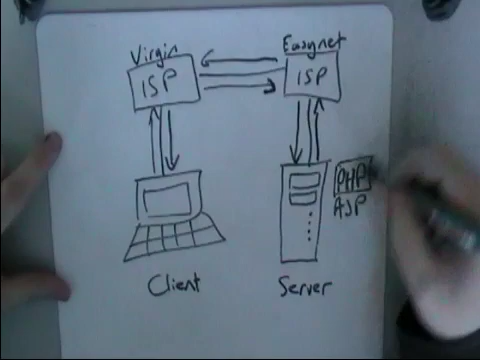 Virgin
ISP
Easynet
ISP
PHP
ASP
Client
Server